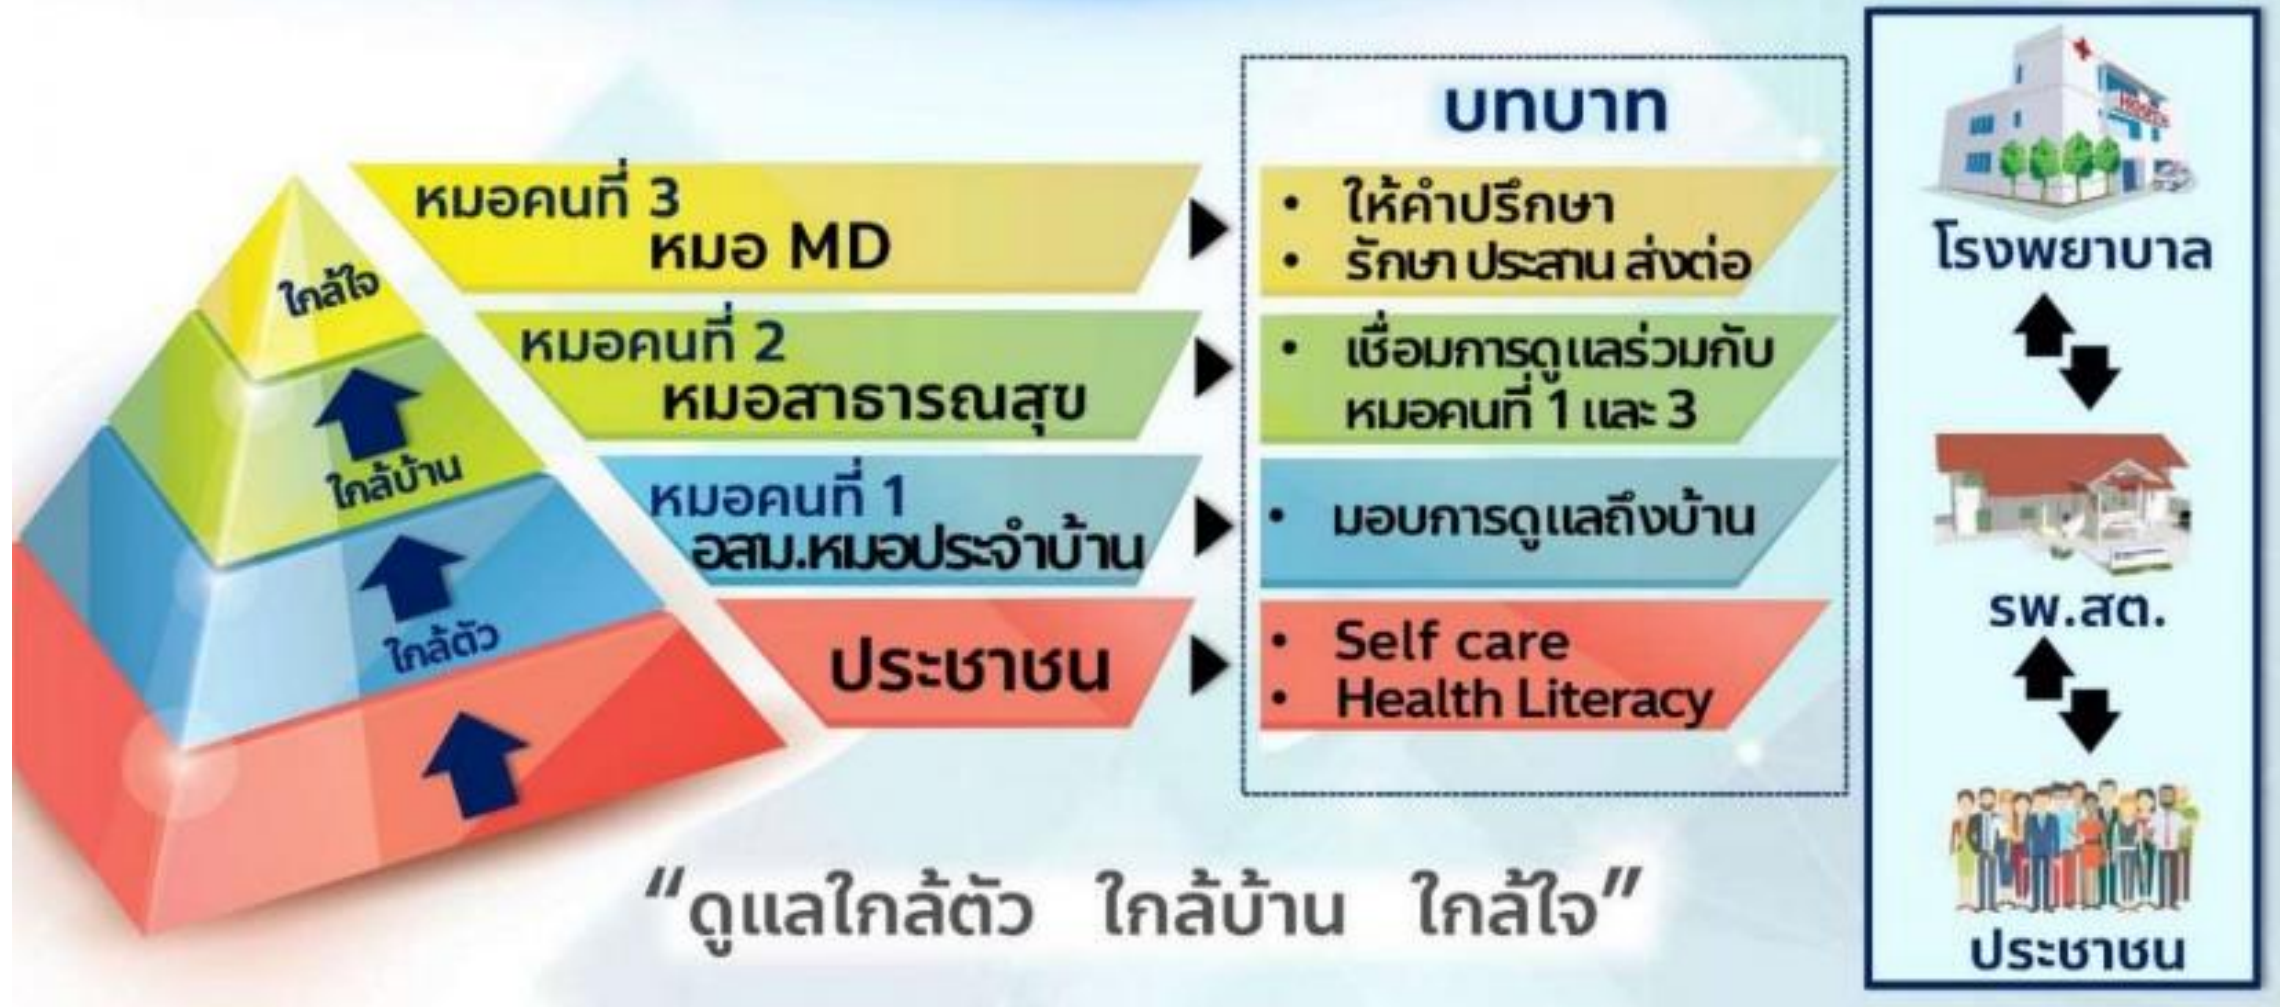 บทบาท
หมอคนที่ 3
หมอ MD
• ให้คำปรึกษา
• รักษา ประสาน ส่งต่อ
ใกล้ใจ
หมอคนที่ 2
หมอสาธารณสุข
• เชื่อมการดูแลร่วมกับ
หมอคนที่ 1 และ 3
ใกล้บ้าน
หมอคนที่ 1
อสม.หมอประจำบ้าน
• มอบการดูแลถึงบ้าน
ใกล้ตัว
ประชาชน
• Self care
• Health Literacy
“ดูแลใกล้ตัว ใกล้บ้าน ใกล้ใจ”
โรงพยาบาล
รพ.สต.
ประชาชน